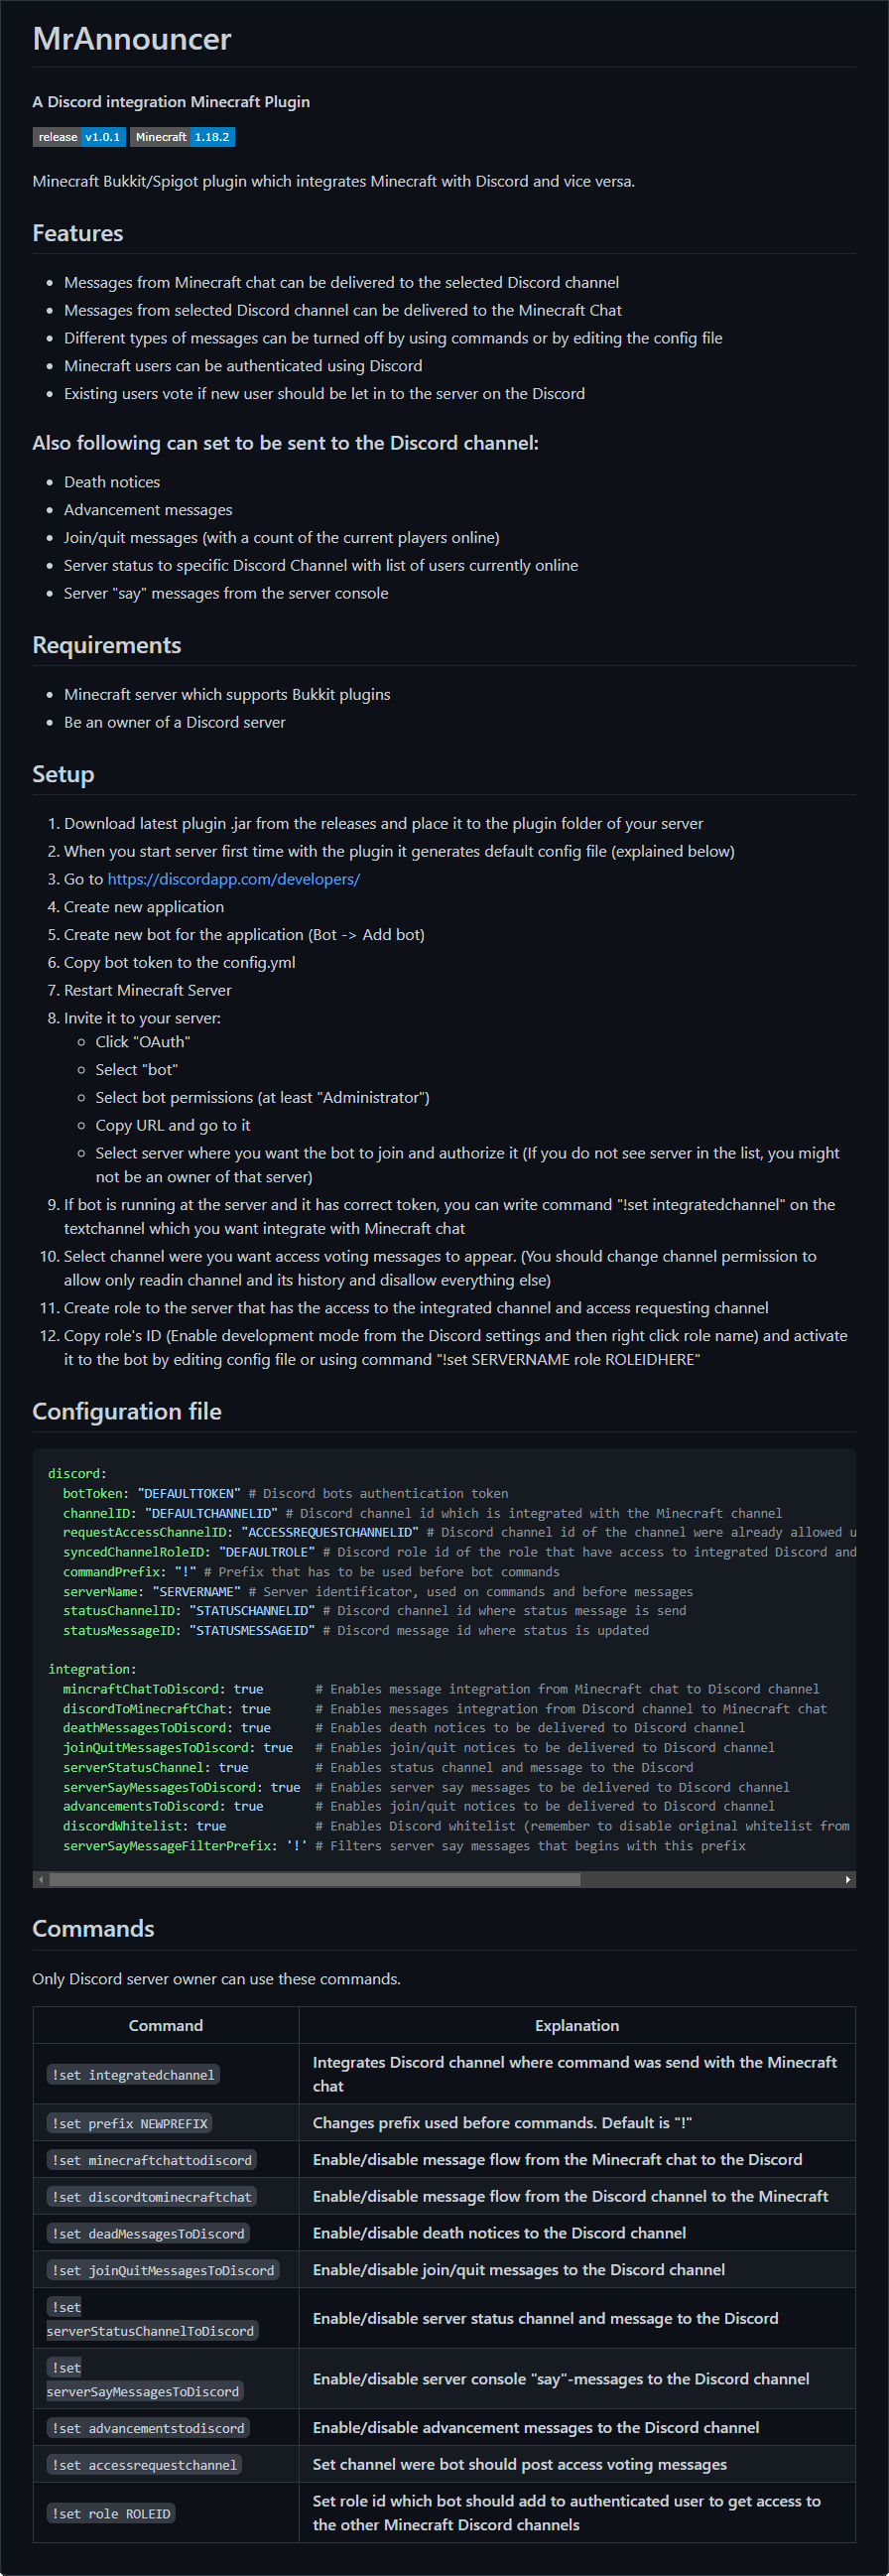 MrAnnouncer
A Discord integration Minecraft Plugin
release v1.0.1 Minecraft 1.18.2
Minecraft Bukkit/Spigot plugin which integrates Minecraft with Discord and vice versa.
Features
• Messages from Minecraft chat can be delivered to the selected Discord channel
• Messages from selected Discord channel can be delivered to the Minecraft Chat
• Different types of messages can be turned off by using commands or by editing the config file
• Minecraft users can be authenticated using Discord
• Existing users vote if new user should be let in to the server on the Discord
Also following can set to be sent to the Discord channel:
• Death notices
• Advancement messages
• Join/quit messages (with a count of the current players online)
• Server status to specific Discord Channel with list of users currently online
• Server "say" messages from the server console
Requirements
• Minecraft server which supports Bukkit plugins
• Be an owner of a Discord server
Setup
1. Download latest plugin .jar from the releases and place it to the plugin folder of your server
2. When you start server first time with the plugin it generates default config file (explained below)
3. Go to https://discordapp.com/developers/
4. Create new application
5. Create new bot for the application (Bot -> Add bot)
6. Copy bot token to the config.yml
7. Restart Minecraft Server
8. Invite it to your server:
◦ Click "OAuth"
◦ Select "bot"
◦ Select bot permissions (at least "Administrator")
◦ Copy URL and go to it
◦ Select server where you want the bot to join and authorize it (If you do not see server in the list, you might
not be an owner of that server)
9. If bot is running at the server and it has correct token, you can write command "!set integratedchannel" on the
textchannel which you want integrate with Minecraft chat
10. Select channel were you want access voting messages to appear. (You should change channel permission to
allow only readin channel and its history and disallow everything else)
11. Create role to the server that has the access to the integrated channel and access requesting channel
12. Copy role's ID (Enable development mode from the Discord settings and then right click role name) and activate
it to the bot by editing config file or using command "!set SERVERNAME role ROLEIDHERE"
Configuration file
discord:
botToken: "DEFAULTTOKEN" # Discord bots authentication token
channelID: "DEFAULTCHANNELID" # Discord channel id which is integrated with the Minecraft channel
requestAccessChannelID: "ACCESSREQUESTCHANNELID" # Discord channel id of the channel were already allowed u
syncedChannelRoleID: "DEFAULTROLE" # Discord role id of the role that have access to integrated Discord and
commandPrefix: "!" # Prefix that has to be used before bot commands
serverName: "SERVERNAME" # Server identificator, used on commands and before messages
statusChannelID: "STATUSCHANNELID" # Discord channel id where status message is send
statusMessageID: "STATUSMESSAGEID" # Discord message id where status is updated
integration:
mincraftChatToDiscord: true # Enables message integration from Minecraft chat to Discord channel
discordToMinecraftChat: true # Enables messages integration from Discord channel to Minecraft chat
deathMessagesToDiscord: true # Enables death notices to be delivered to Discord channel
joinQuitMessagesToDiscord: true # Enables join/quit notices to be delivered to Discord channel
serverStatusChannel: true # Enables status channel and message to the Discord
serverSayMessagesToDiscord: true # Enables server say messages to be delivered to Discord channel
advancementsToDiscord: true # Enables join/quit notices to be delivered to Discord channel
discordWhitelist: true # Enables Discord whitelist (remember to disable original whitelist from
serverSayMessageFilterPrefix: '!' # Filters server say messages that begins with this prefix
Commands
Only Discord server owner can use these commands.
Command Explanation
!set integratedchannel Integrates Discord channel where command was send with the Minecraft
chat
!set prefix NEWPREFIX Changes prefix used before commands. Default is "!"
!set minecraftchattodiscord Enable/disable message flow from the Minecraft chat to the Discord
!set discordtominecraftchat Enable/disable message flow from the Discord channel to the Minecraft
!set deadMessagesToDiscord Enable/disable death notices to the Discord channel
!set joinQuitMessagesToDiscord Enable/disable join/quit messages to the Discord channel
!set
serverStatusChannelToDiscord Enable/disable server status channel and message to the Discord
!set
serverSayMessagesToDiscord Enable/disable server console "say"-messages to the Discord channel
!set advancementstodiscord Enable/disable advancement messages to the Discord channel
!set accessrequestchannel Set channel were bot should post access voting messages
!set role ROLEID Set role id which bot should add to authenticated user to get access to
the other Minecraft Discord channels